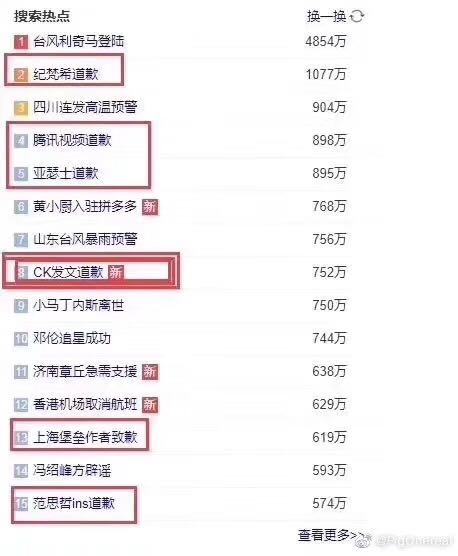 搜索热点 换一换
1 台风利奇马登陆 4854万
2 纪梵希道歉 1077万
3 四川连发高温预警 904万
4 腾讯视频道歉 898万
5 亚瑟士道歉 895万
6 黄小厨入驻拼多多 新 768万
7 山东台风暴雨预警 756万
8 CK发文道歉 新 752万
9 小马丁内斯离世 750万
10 邓伦追星成功 744万
11 济南章丘急需支援 新 638万
12 香港机场取消航班 新 629万
13 上海堡垒作者致歉 619万
14 冯绍峰方辟谣 593万
15 范思哲ins道歉 574万
查看更多>>